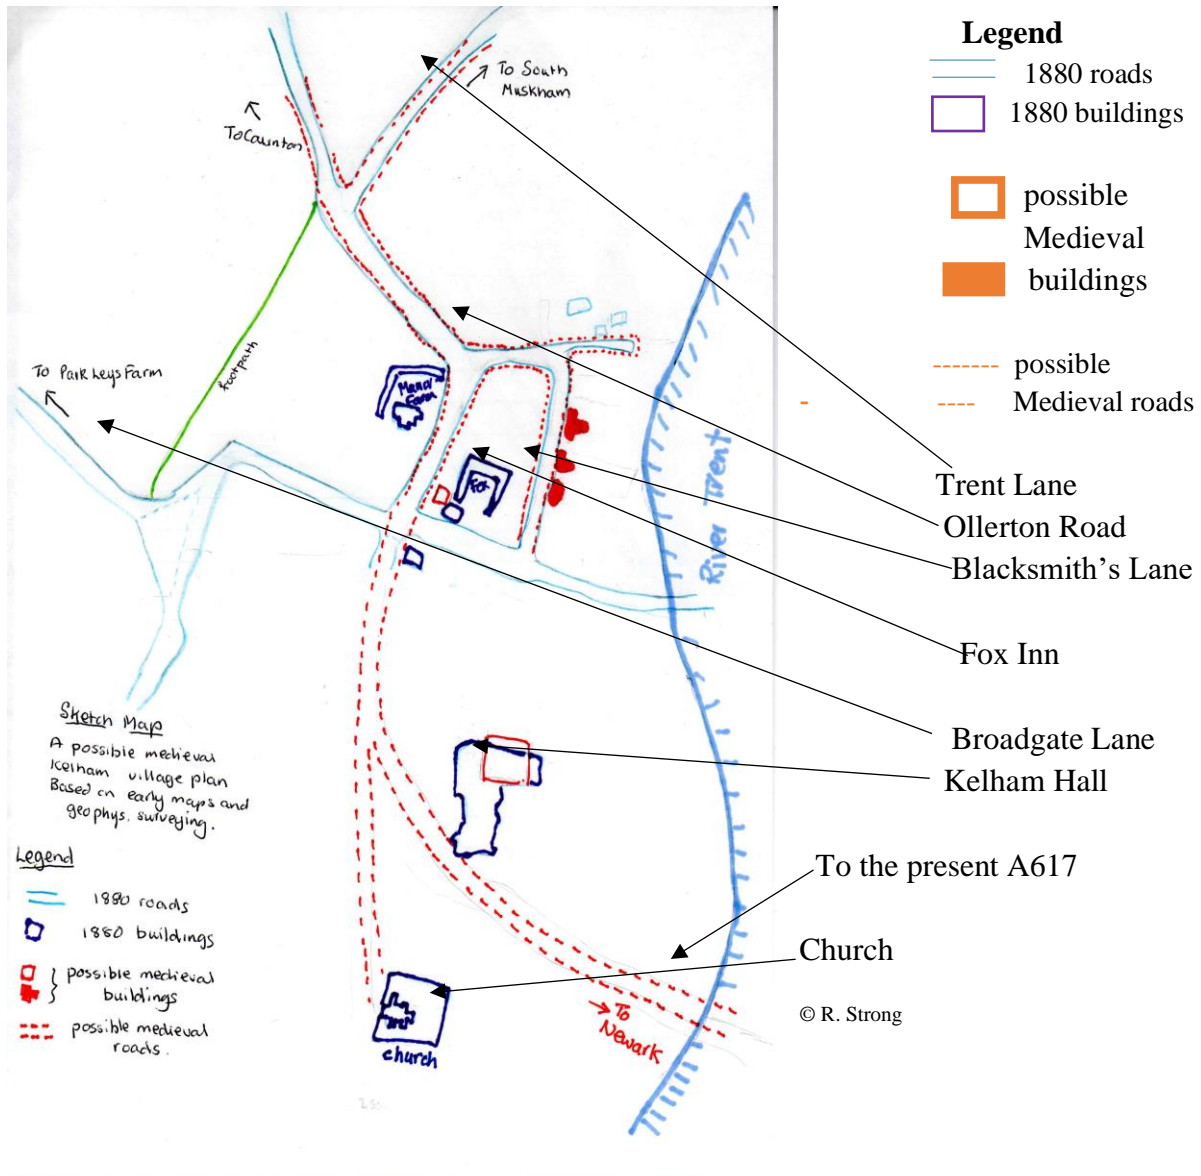 Legend
1880 roads
1880 buildings
possible
Medieval
buildings
possible
Medieval roads
To South
Muskham
To Caunton
To Park Leys Farm
footpath
Manor
Farm
Fox
River Trent
Trent Lane
Ollerton Road
Blacksmith's Lane
Fox Inn
Broadgate Lane
Kelham Hall
To the present A617
Church
© R. Strong
Sketch Map
A possible medieval
Kelham village plan
Based on early maps and
geophys. surveying.
Legend
1880 roads
1880 buildings
possible medieval
buildings
possible medieval
roads.
church
To
Newark